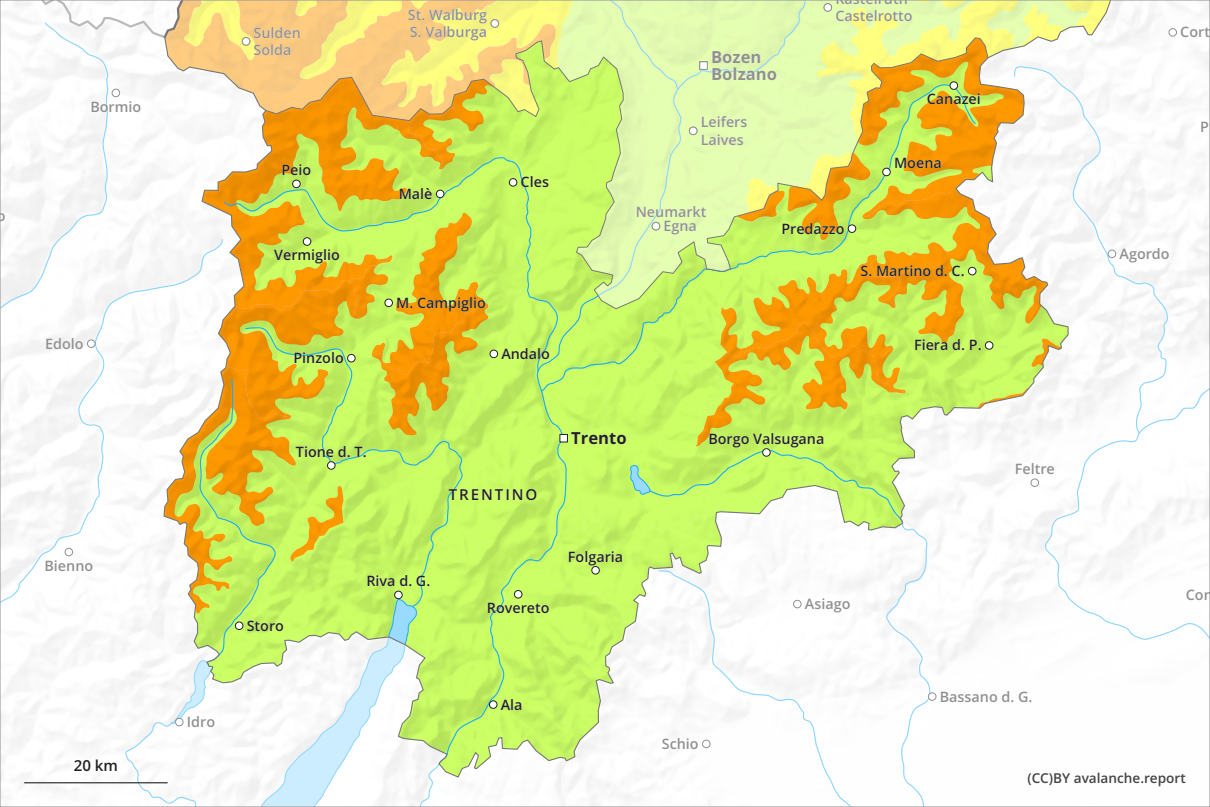 St. Walburg
S. Valburga
Kastelruth
Castelrotto
Sulden
Solda
Cort
Bozen
Bolzano
Bormio
Canazei
Leifers
Laives
P
Moena
Peio
Malè
Cles
Neumarkt
Egna
Predazzo
Vermiglio
Agordo
S. Martino d. C.
M. Campiglio
Edolo
Pinzolo
Andalo
Fiera d. P.
Trento
Borgo Valsugana
Tione d. T.
Feltre
TRENTINO
Bienno
Folgaria
Riva d. G.
Cor
Rovereto
Asiago
Storo
Bassano d. G.
Ala
Idro
Schio
20 km
(CC)BY avalanche.report